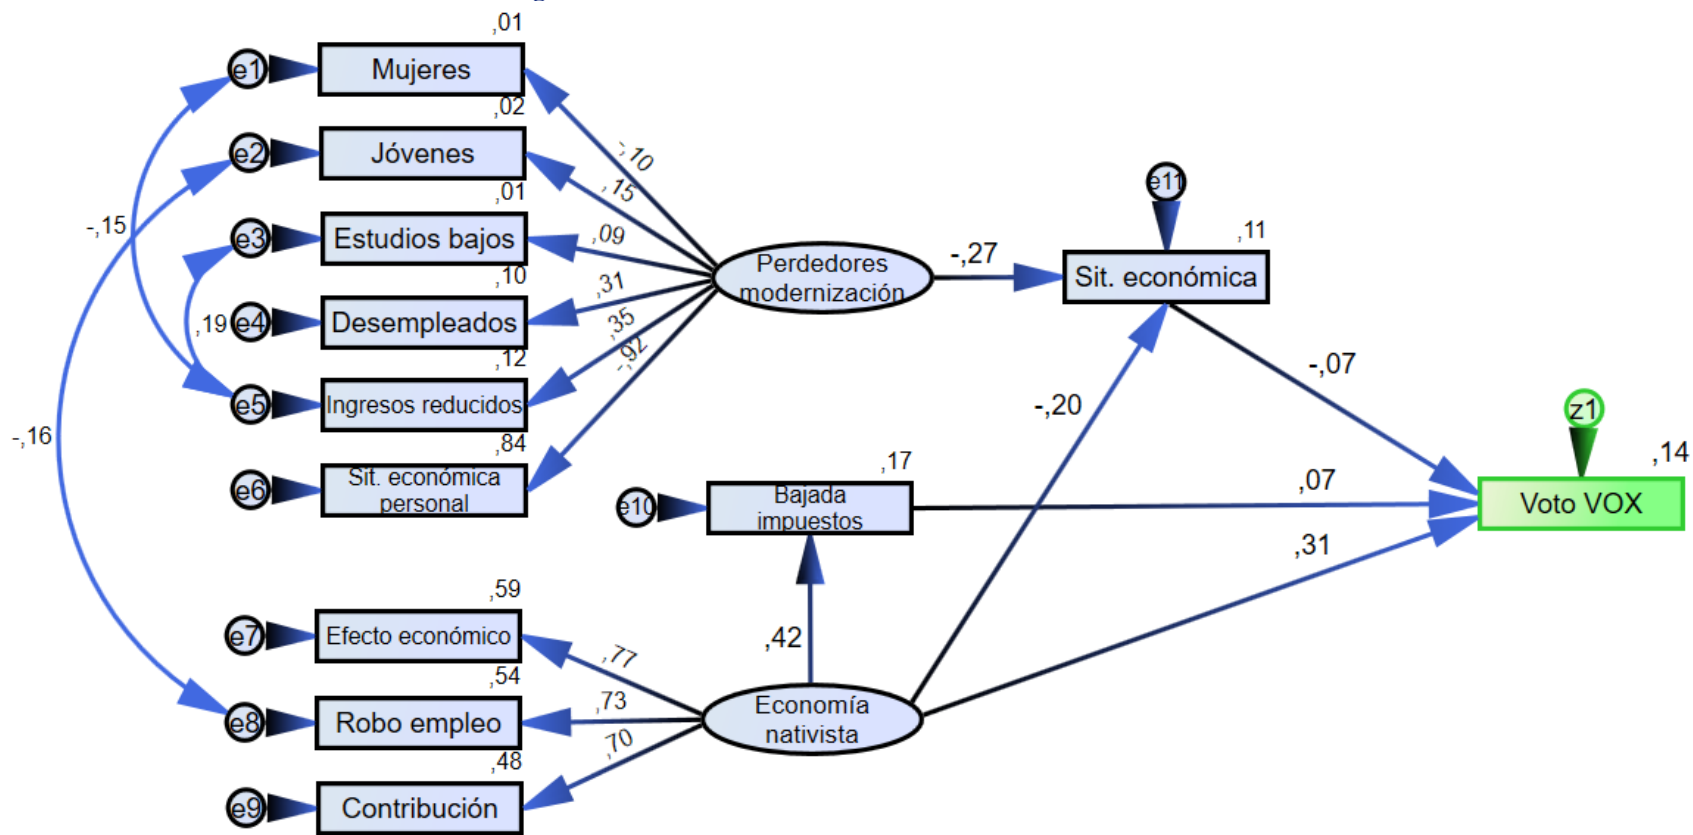 ,01
e1
Mujeres
,02
e2
Jóvenes
,01
e3
Estudios bajos
,10
e4
Desempleados
,12
e5
Ingresos reducidos
,84
e6
Sit. económica
personal
-,15
,19
-,16
-,10
,15
,09
,31
,35
-,92
Perdedores
modernización
-,27
e11
,11
Sit. económica
-,07
-,20
z1
,14
Voto VOX
,17
e10
Bajada
impuestos
,07
,31
,42
,59
e7
Efecto económico
,54
e8
Robo empleo
,48
e9
Contribución
,77
,73
,70
Economía
nativista